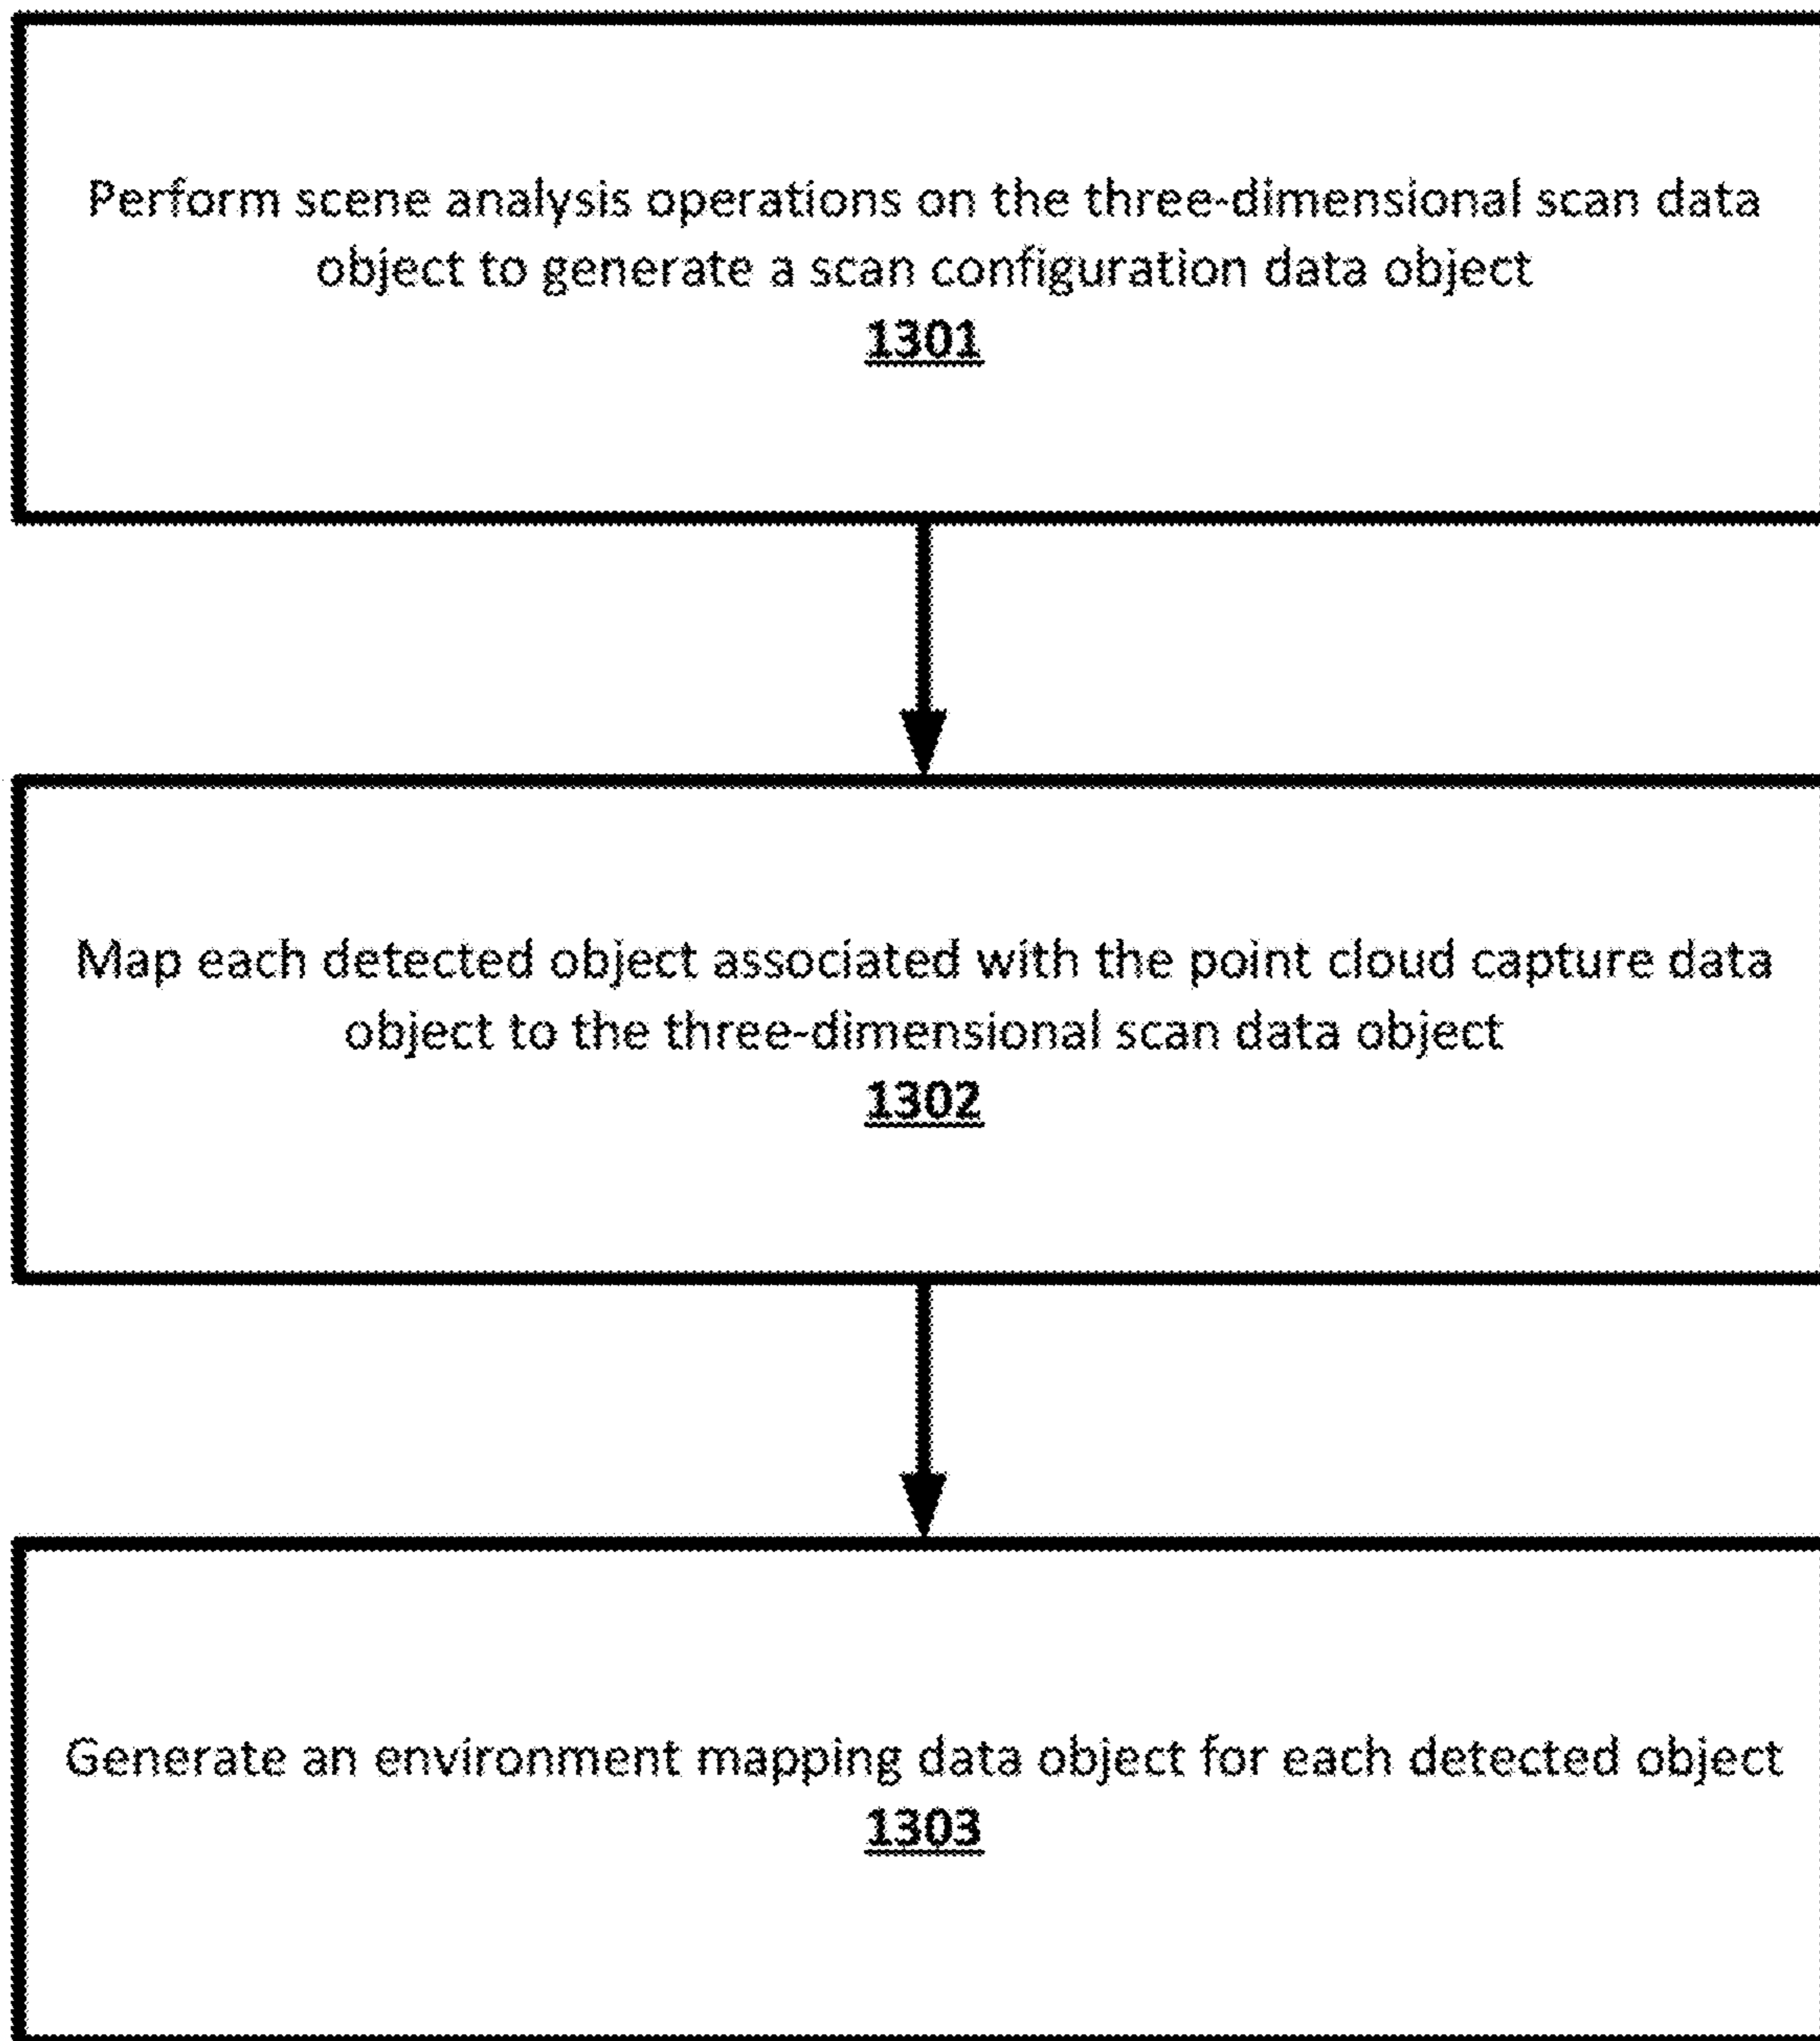 Perform scene analysis operations on the three-dimensional scan data
object to generate a scan configuration data object
1301
Map each detected object associated with the point cloud capture data
object to the three-dimensional scan data object
1302
Generate an environment mapping data object for each detected object
1303